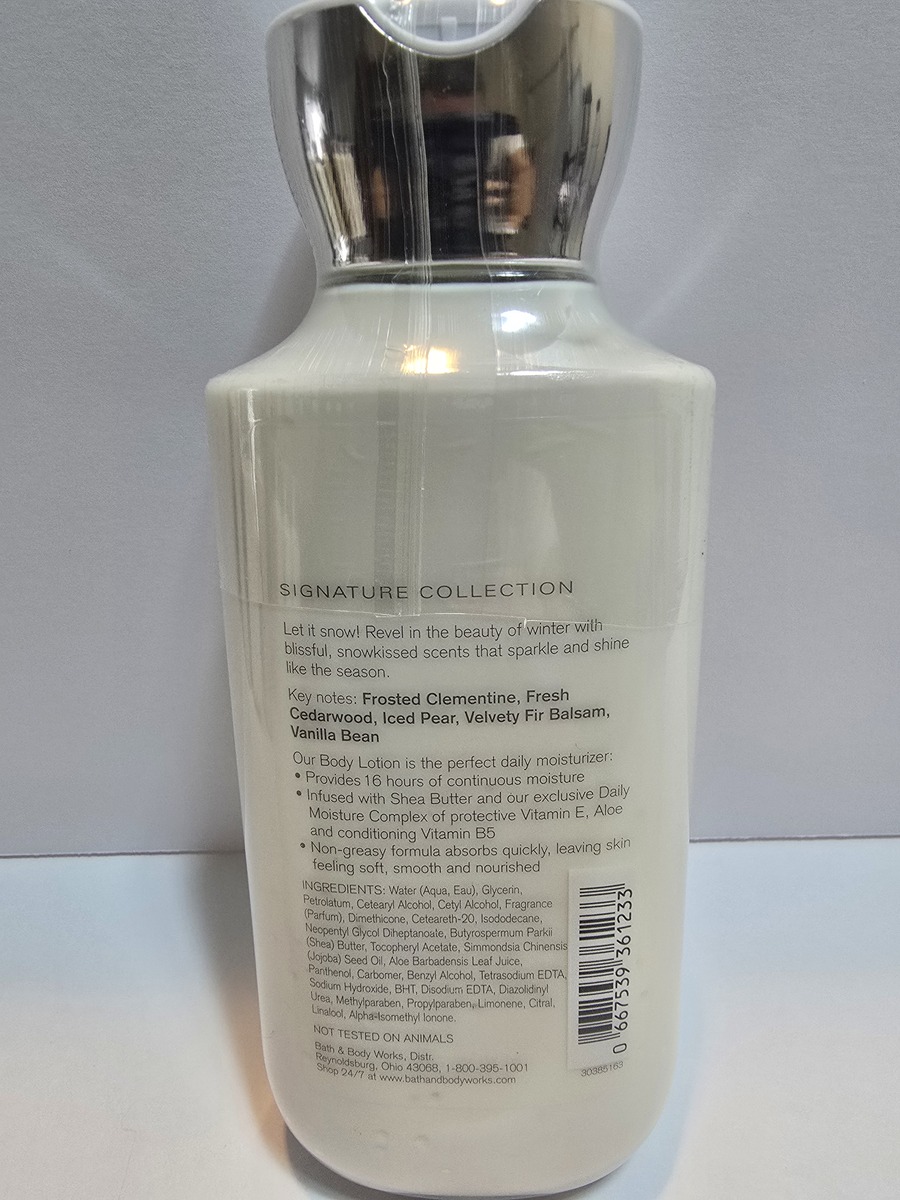 SIGNATURE COLLECTION
Let it snow! Revel in the beauty of winter with
blissful, snowkissed scents that sparkle and shine
like the season.
Key notes: Frosted Clementine, Fresh
Cedarwood, Iced Pear, Velvety Fir Balsam,
Vanilla Bean
Our Body Lotion is the perfect daily moisturizer:
• Provides 16 hours of continuous moisture
• Infused with Shea Butter and our exclusive Daily
Moisture Complex of protective Vitamin E, Aloe
and conditioning Vitamin B5
• Non-greasy formula absorbs quickly, leaving skin
feeling soft, smooth and nourished
INGREDIENTS: Water (Aqua, Eau), Glycerin,
Petrolatum, Cetearyl Alcohol, Cetyl Alcohol, Fragrance
(Parfum), Dimethicone, Ceteareth-20, Isododecane,
Neopentyl Glycol Diheptanoate, Butyrospermum Parkii
(Shea) Butter, Tocopheryl Acetate, Simmondsia Chinensis
(Jojoba) Seed Oil, Aloe Barbadensis Leaf Juice,
Panthenol, Carbomer, Benzyl Alcohol, Tetrasodium EDTA,
Sodium Hydroxide, BHT, Disodium EDTA, Diazolidinyl
Urea, Methylparaben, Propylparaben, Limonene, Citral,
Linalool, Alpha-Isomethyl Ionone.
NOT TESTED ON ANIMALS
Bath & Body Works, Distr.
Reynoldsburg, Ohio 43068, 1-800-395-1001
Shop 24/7 at www.bathandbodyworks.com
0 667539 361233
30385163